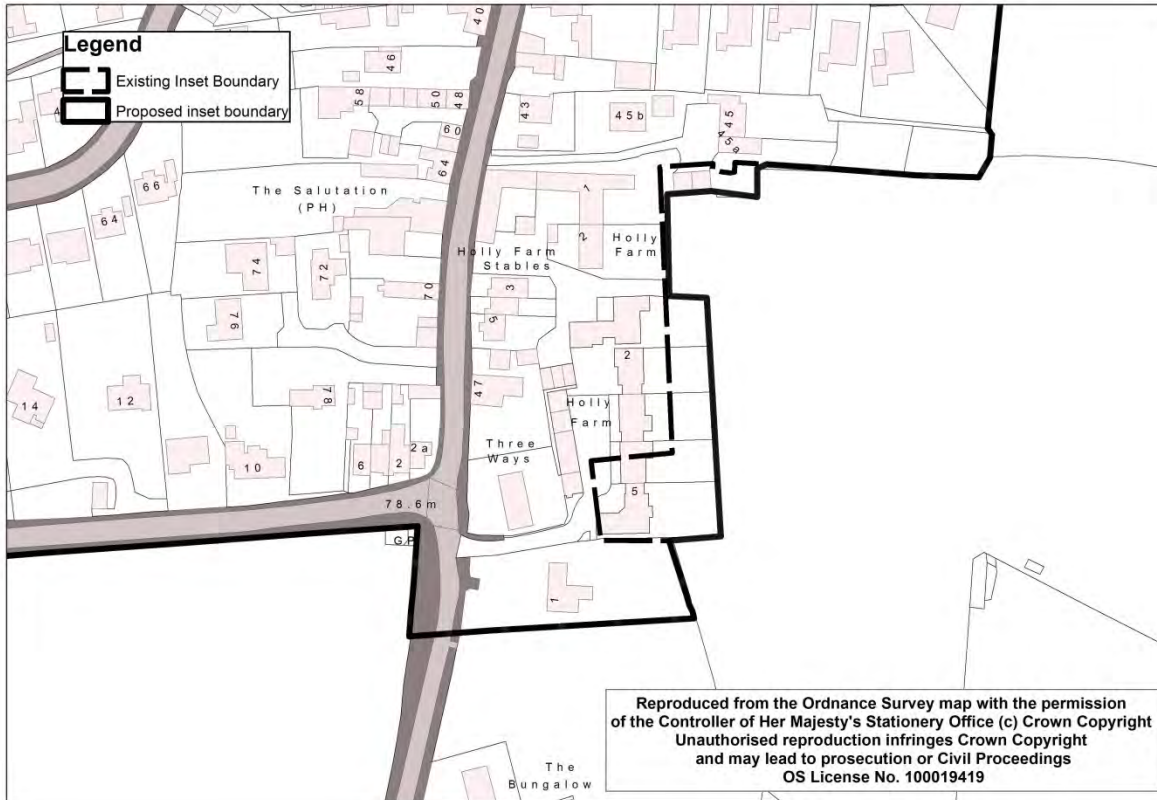 Legend
Existing Inset Boundary
Proposed inset boundary
40
46
58
50
48
43
45b
445
45a
60
64
The Salutation
(PH)
66
64
1
2
Holly
Farm
Holly Farm
Stables
74
72
70
3
5
76
2
47
78
14
12
Holly
Farm
Three
Ways
2a
6
2
10
5
78.6m
GP
1
The
Bungalow
Reproduced from the Ordnance Survey map with the permission
of the Controller of Her Majesty's Stationery Office (c) Crown Copyright
Unauthorised reproduction infringes Crown Copyright
and may lead to prosecution or Civil Proceedings
OS License No. 100019419